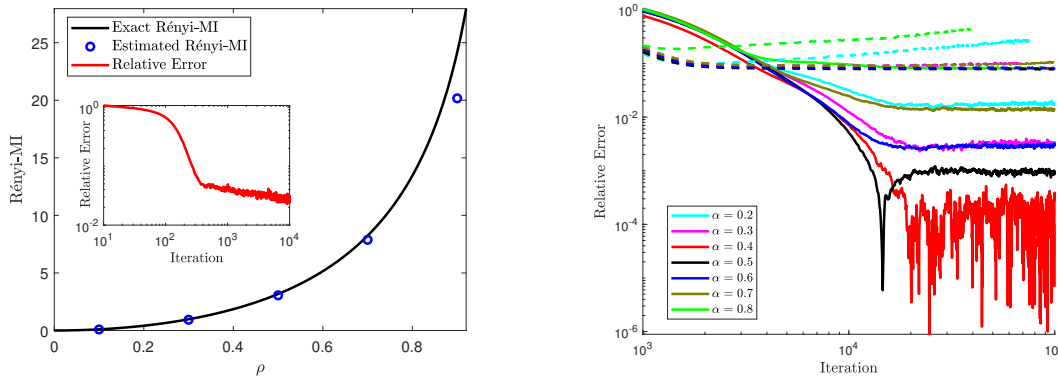 Exact Rényi-MI
Estimated Rényi-MI
Relative Error
Rényi-MI
25
20
15
10
5
0
0
0.2
0.4
0.6
0.8
ρ
Relative Error
10^0
10^-2
10^1
10^2
10^3
10^4
Iteration
Relative Error
10^0
10^-2
10^-4
10^-6
10^3
10^4
10
Iteration
α = 0.2
α = 0.3
α = 0.4
α = 0.5
α = 0.6
α = 0.7
α = 0.8